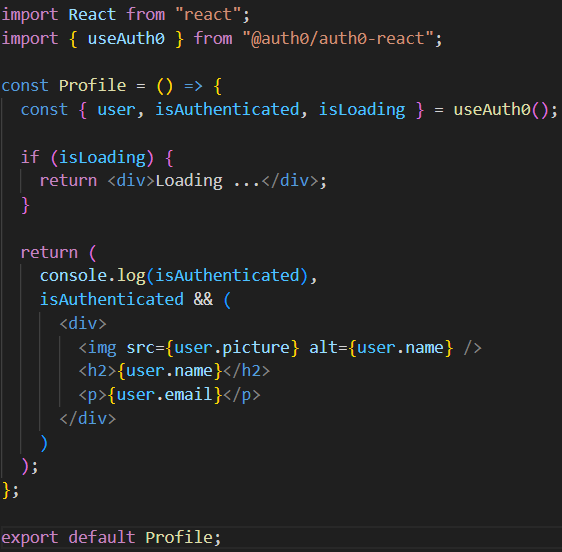 import React from "react";
import { useAuth0 } from "@auth0/auth0-react";

const Profile = () => {
  const { user, isAuthenticated, isLoading } = useAuth0();

  if (isLoading) {
    return <div>Loading ...</div>;
  }

  return (
    console.log(isAuthenticated),
    isAuthenticated && (
      <div>
        <img src={user.picture} alt={user.name} />
        <h2>{user.name}</h2>
        <p>{user.email}</p>
      </div>
    )
  );
};

export default Profile;